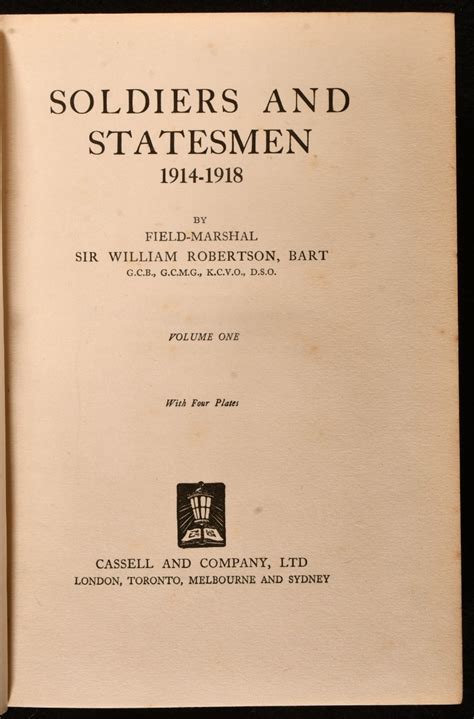 SOLDIERS AND
STATESMEN
1914-1918
BY
FIELD-MARSHAL
SIR WILLIAM ROBERTSON, BART
G.C.B., G.C.M.G., K.C.V.O., D.S.O.
VOLUME ONE
With Four Plates
CASSELL AND COMPANY, LTD
LONDON, TORONTO, MELBOURNE AND SYDNEY